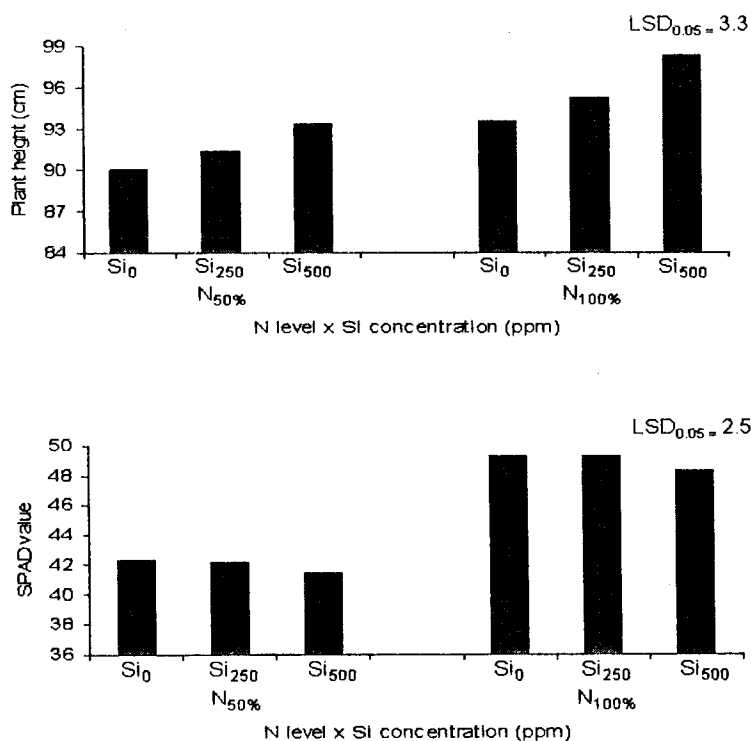 LSD0.05 = 3.3
Plant height (cm)
99
96
93
90
87
84
Si0 Si250 Si500 Si0 Si250 Si500
N50% N100%
N level x Si concentration (ppm)
LSD0.05 = 2.5
SPAD value
50
48
46
44
42
40
38
36
Si0 Si250 Si500 Si0 Si250 Si500
N50% N100%
N level x Si concentration (ppm)